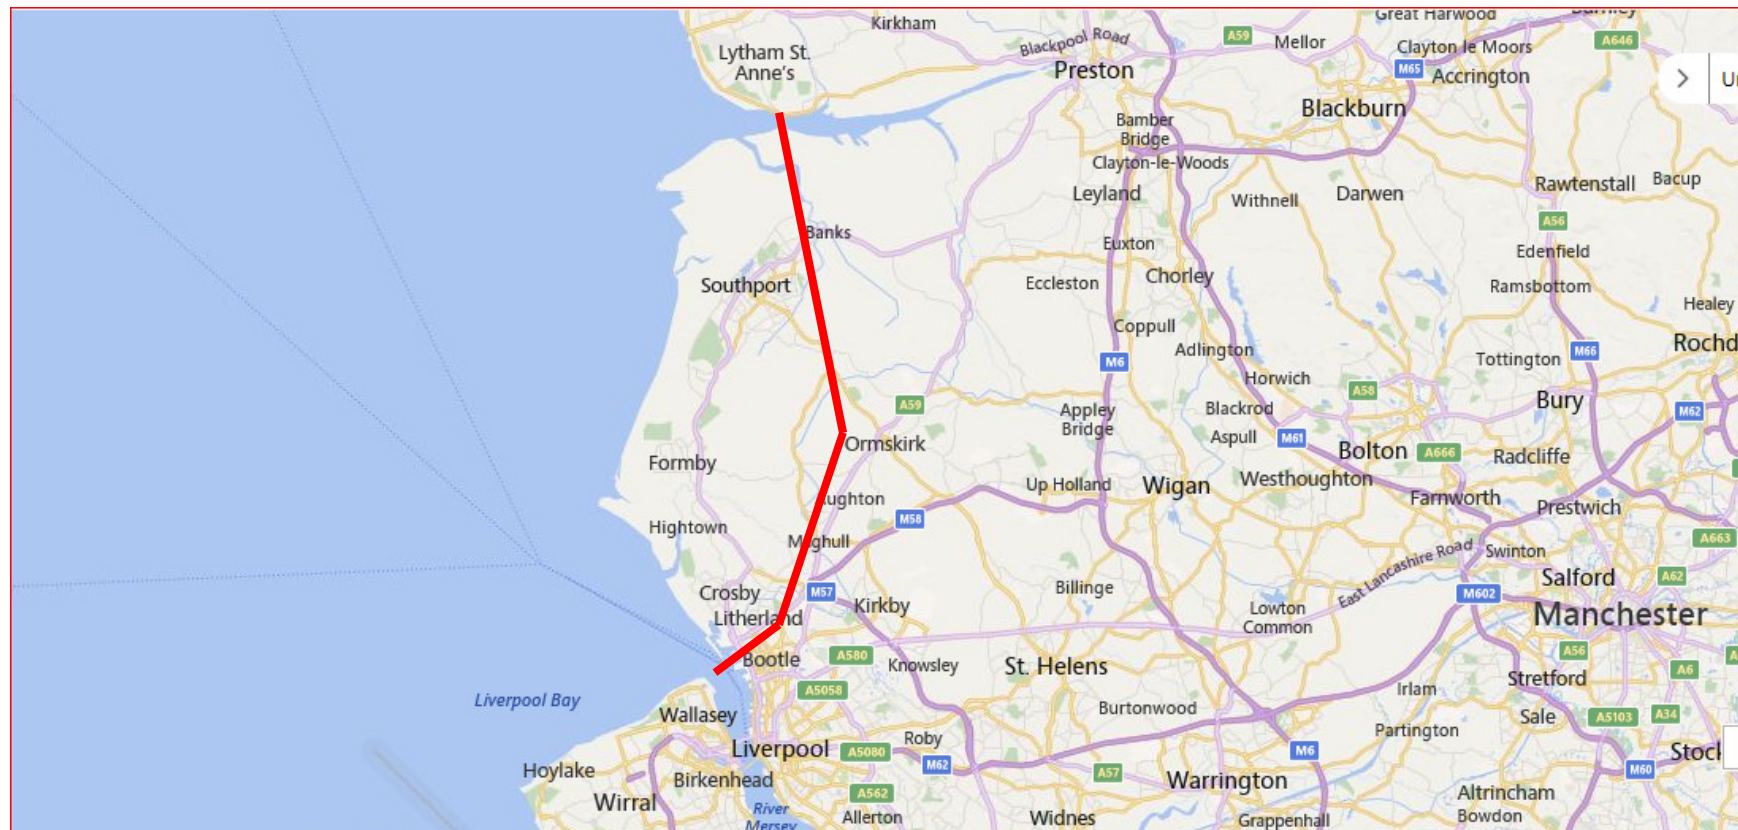 Kirkham
Great Harwood
Blackpool Road
A59
Mellor
A646
Lytham St.
Anne's
Clayton le Moors
Preston
M65
Accrington
Blackburn
Bamber
Bridge
Clayton-le-Woods
Leyland
Withnell
Darwen
Rawtenstall
Bacup
A56
Banks
Euxton
Edenfield
Southport
Eccleston
Chorley
Ramsbottom
Healey
Coppull
Adlington
M6
M66
Tottington
Horwich
A58
Bury
A59
Appley
Bridge
Blackrod
M62
Ormskirk
Aspull
M61
Bolton
A666
Radcliffe
Formby
Up Holland
Wigan
Westhoughton
Farnworth
Prestwich
Hightown
M58
A663
East Lancashire Road
Swinton
Crosby
M57
Kirkby
Billinge
Salford
A62
Litherland
Lowton
Common
M602
Manchester
Bootle
A580
Knowsley
St. Helens
A56
A6
Stretford
Liverpool Bay
A5058
Irlam
Wallasey
Burtonwood
Partington
Sale
A5103
A34
Liverpool
A5080
Roby
M62
M6
Hoylake
Birkenhead
A57
Warrington
M60
Wirral
A562
Altrincham
River
Mersey
Allerton
Widnes
Grappenhall
Bowdon